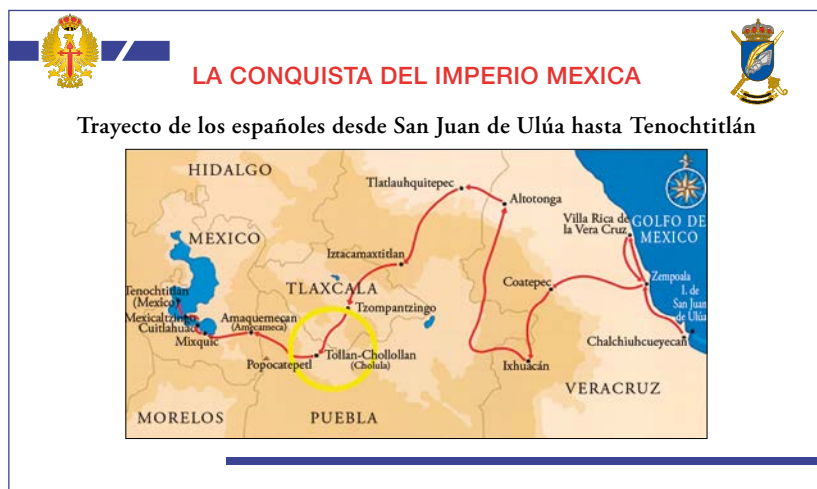 LA CONQUISTA DEL IMPERIO MEXICA
Trayecto de los españoles desde San Juan de Ulúa hasta Tenochtitlán
HIDALGO
Tlatlauhquitepec
Altotonga
Villa Rica de
la Vera Cruz
GOLFO DE
MEXICO
MEXICO
Iztacamaxtitlan
Coatepec
Zempoala
I. de
San Juan
de Ulúa
Tenochtitlan
(Mexico)
TLAXCALA
Tzompantzingo
Mexicaltzingo
Cuitlahuac
Mixquic
Amaquemecan
(Amecameca)
Chalchiuhcueyecan
Popocatepetl
Tollan-Chollollan
(Cholula)
Ixhuacán
VERACRUZ
MORELOS
PUEBLA